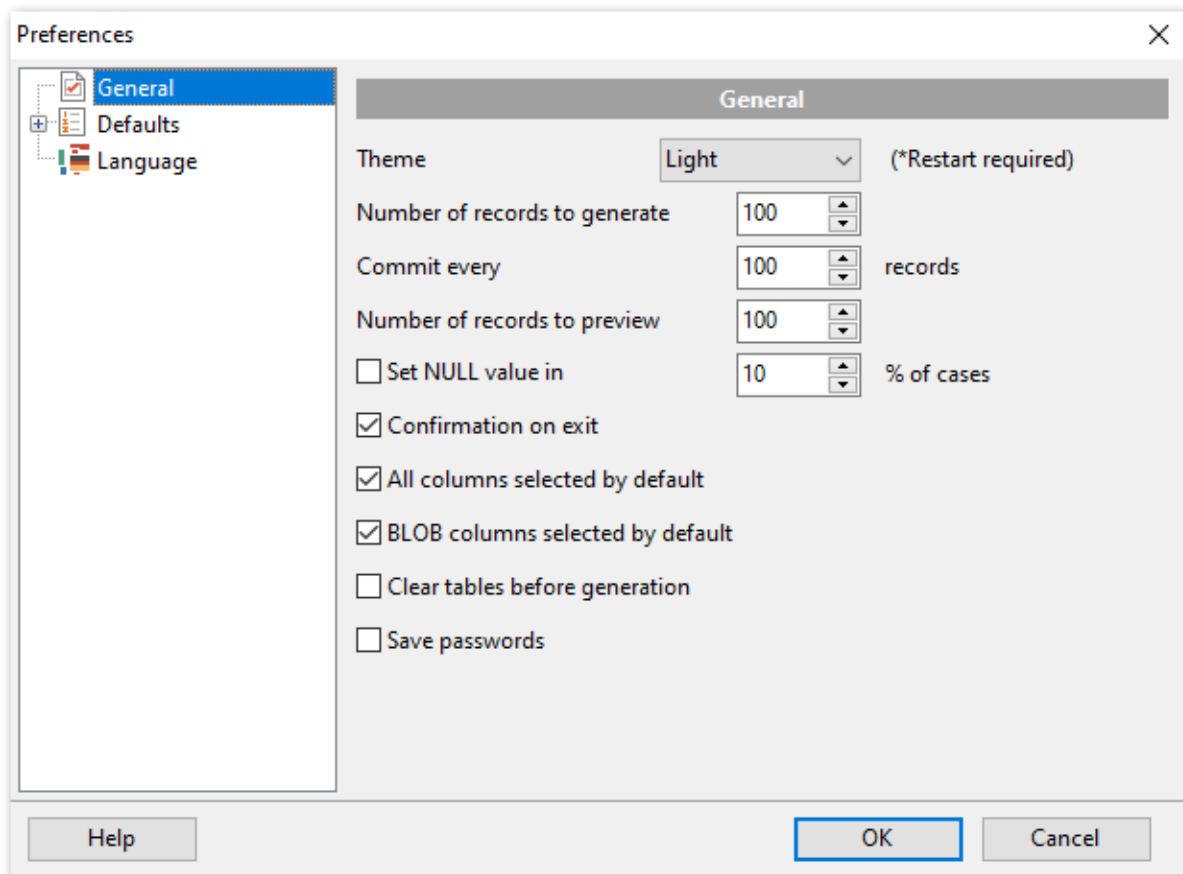 Preferences
General
Defaults
Language
General
Theme Light (*Restart required)
Number of records to generate 100
Commit every 100 records
Number of records to preview 100
Set NULL value in 10 % of cases
Confirmation on exit
All columns selected by default
BLOB columns selected by default
Clear tables before generation
Save passwords
Help OK Cancel